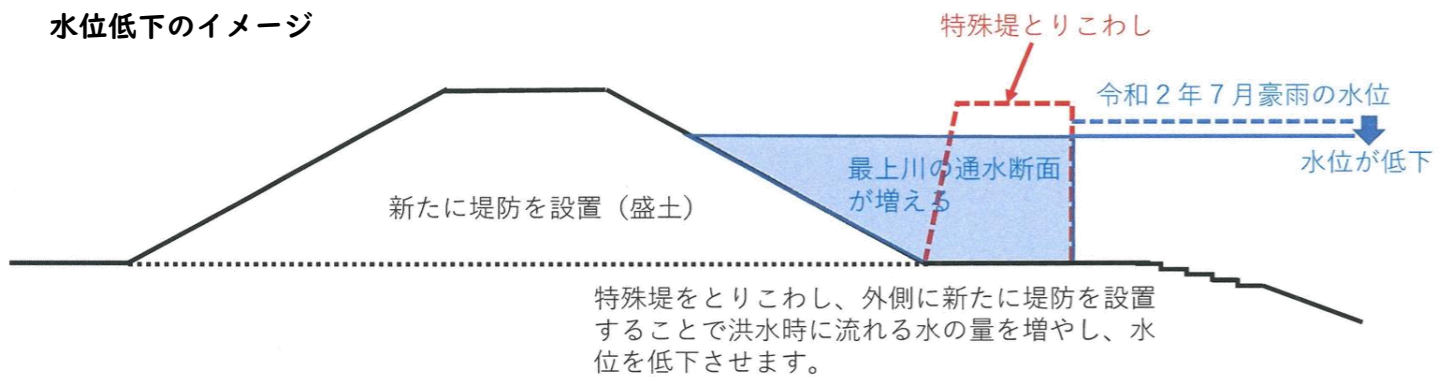 水位低下のイメージ
特殊堤とりこわし
令和２年７月豪雨の水位
水位が低下
最上川の通水断面
が増える
新たに堤防を設置（盛土）
特殊堤をとりこわし、外側に新たに堤防を設置
することで洪水時に流れる水の量を増やし、水
位を低下させます。